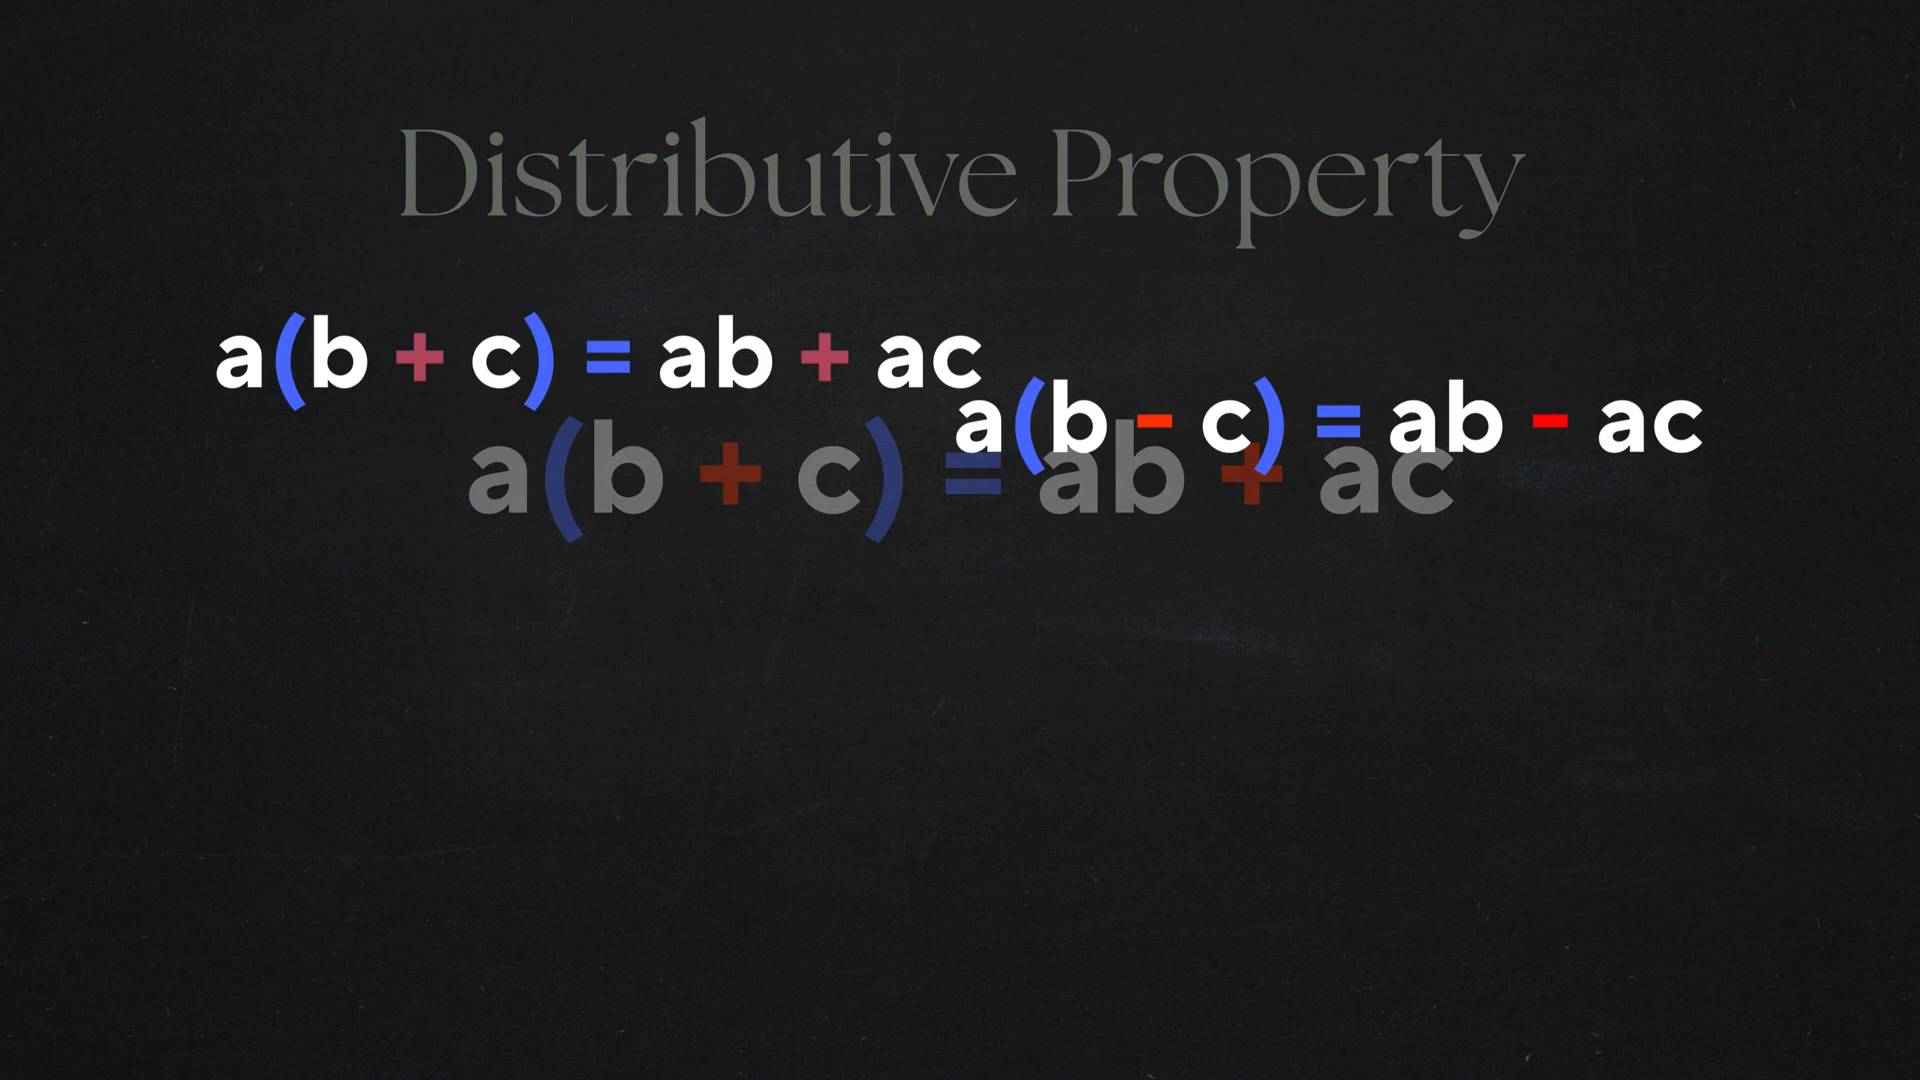 Distributive Property
a(b + c) = ab + ac
a(b - c) = ab - ac
a(b + c) = ab + ac